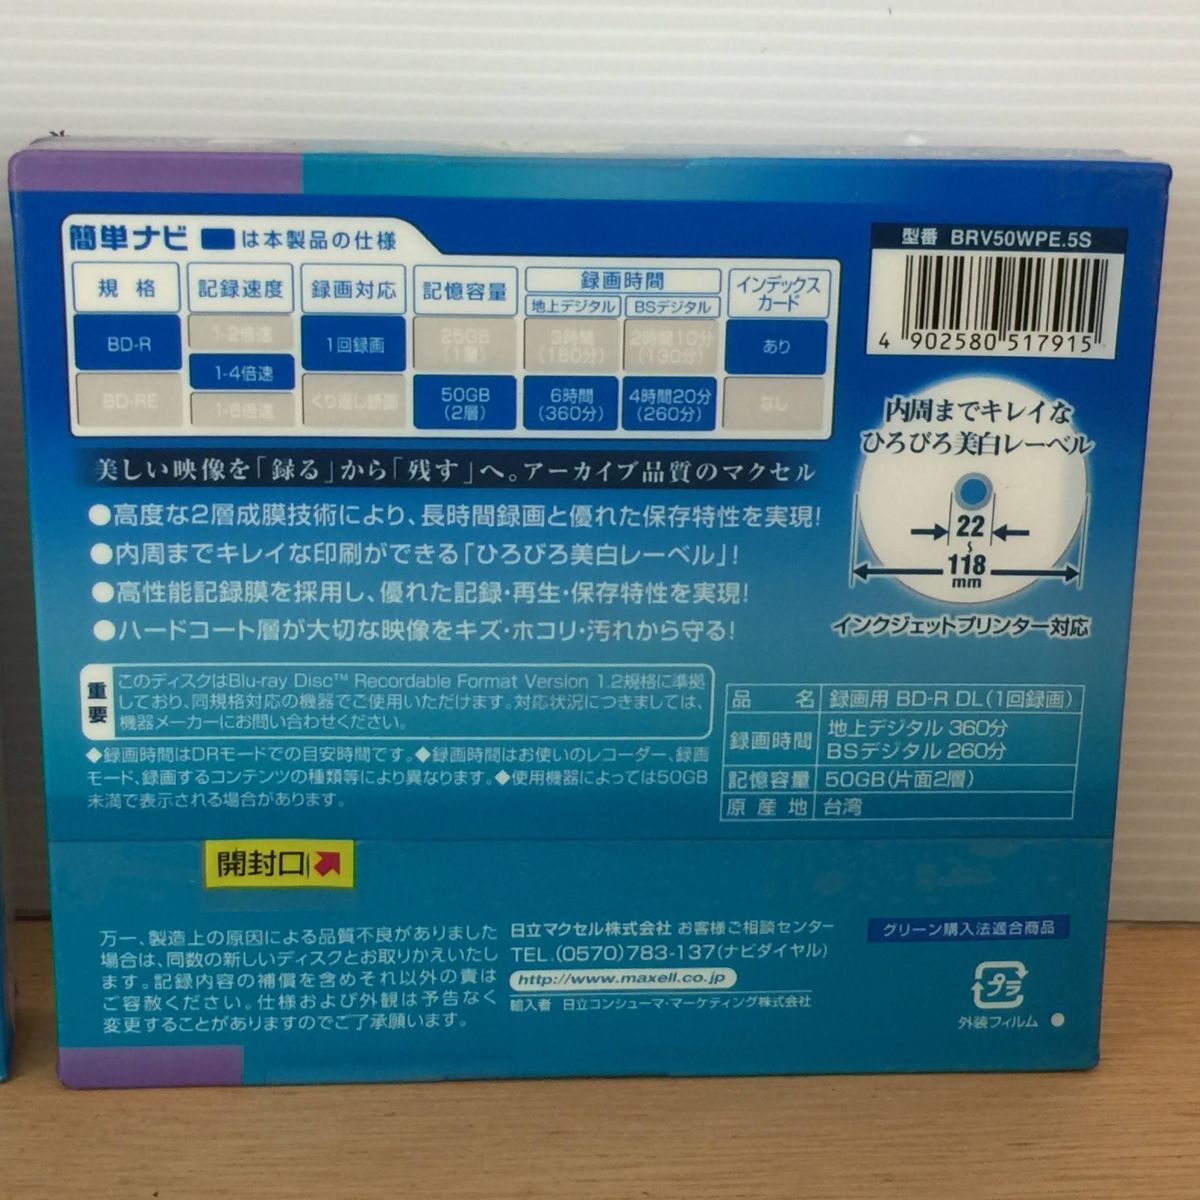 簡単ナビ は本製品の仕様
規格 記録速度 録画対応 記憶容量 録画時間 インデックスカード
地上デジタル BSデジタル
BD-R 1-2倍速 1回録画 25GB(1層) 3時間(180分) 2時間10分(130分) あり
1-4倍速
BD-RE 1-6倍速 くり返し録画 50GB(2層) 6時間(360分) 4時間20分(260分) なし
型番 BRV50WPE.5S
4 902580 517915
美しい映像を「録る」から「残す」へ。アーカイブ品質のマクセル
●高度な2層成膜技術により、長時間録画と優れた保存特性を実現!
●内周までキレイな印刷ができる「ひろびろ美白レーベル」!
●高性能記録膜を採用し、優れた記録・再生・保存特性を実現!
●ハードコート層が大切な映像をキズ・ホコリ・汚れから守る!
内周までキレイな
ひろびろ美白レーベル
22
~
118
mm
インクジェットプリンター対応
重要
このディスクはBlu-ray Disc™ Recordable Format Version 1.2規格に準拠
しており、同規格対応の機器でご使用いただけます。対応状況につきましては、
機器メーカーにお問い合わせください。
◆録画時間はDRモードでの目安時間です。◆録画時間はお使いのレコーダー、録画
モード、録画するコンテンツの種類等により異なります。◆使用機器によっては50GB
未満で表示される場合があります。
品名 録画用 BD-R DL(1回録画)
録画時間 地上デジタル 360分
BSデジタル 260分
記憶容量 50GB(片面2層)
原産地 台湾
開封口
万一、製造上の原因による品質不良がありました
場合は、同数の新しいディスクとお取りかえいたし
ます。記録内容の補償を含めそれ以外の責は
ご容赦ください。仕様および外観は予告なく
変更することがありますのでご了承願います。
日立マクセル株式会社 お客様ご相談センター
TEL.(0570)783-137(ナビダイヤル)
http://www.maxell.co.jp
輸入者 日立コンシューマ・マーケティング株式会社
グリーン購入法適合商品
プラ
外装フィルム